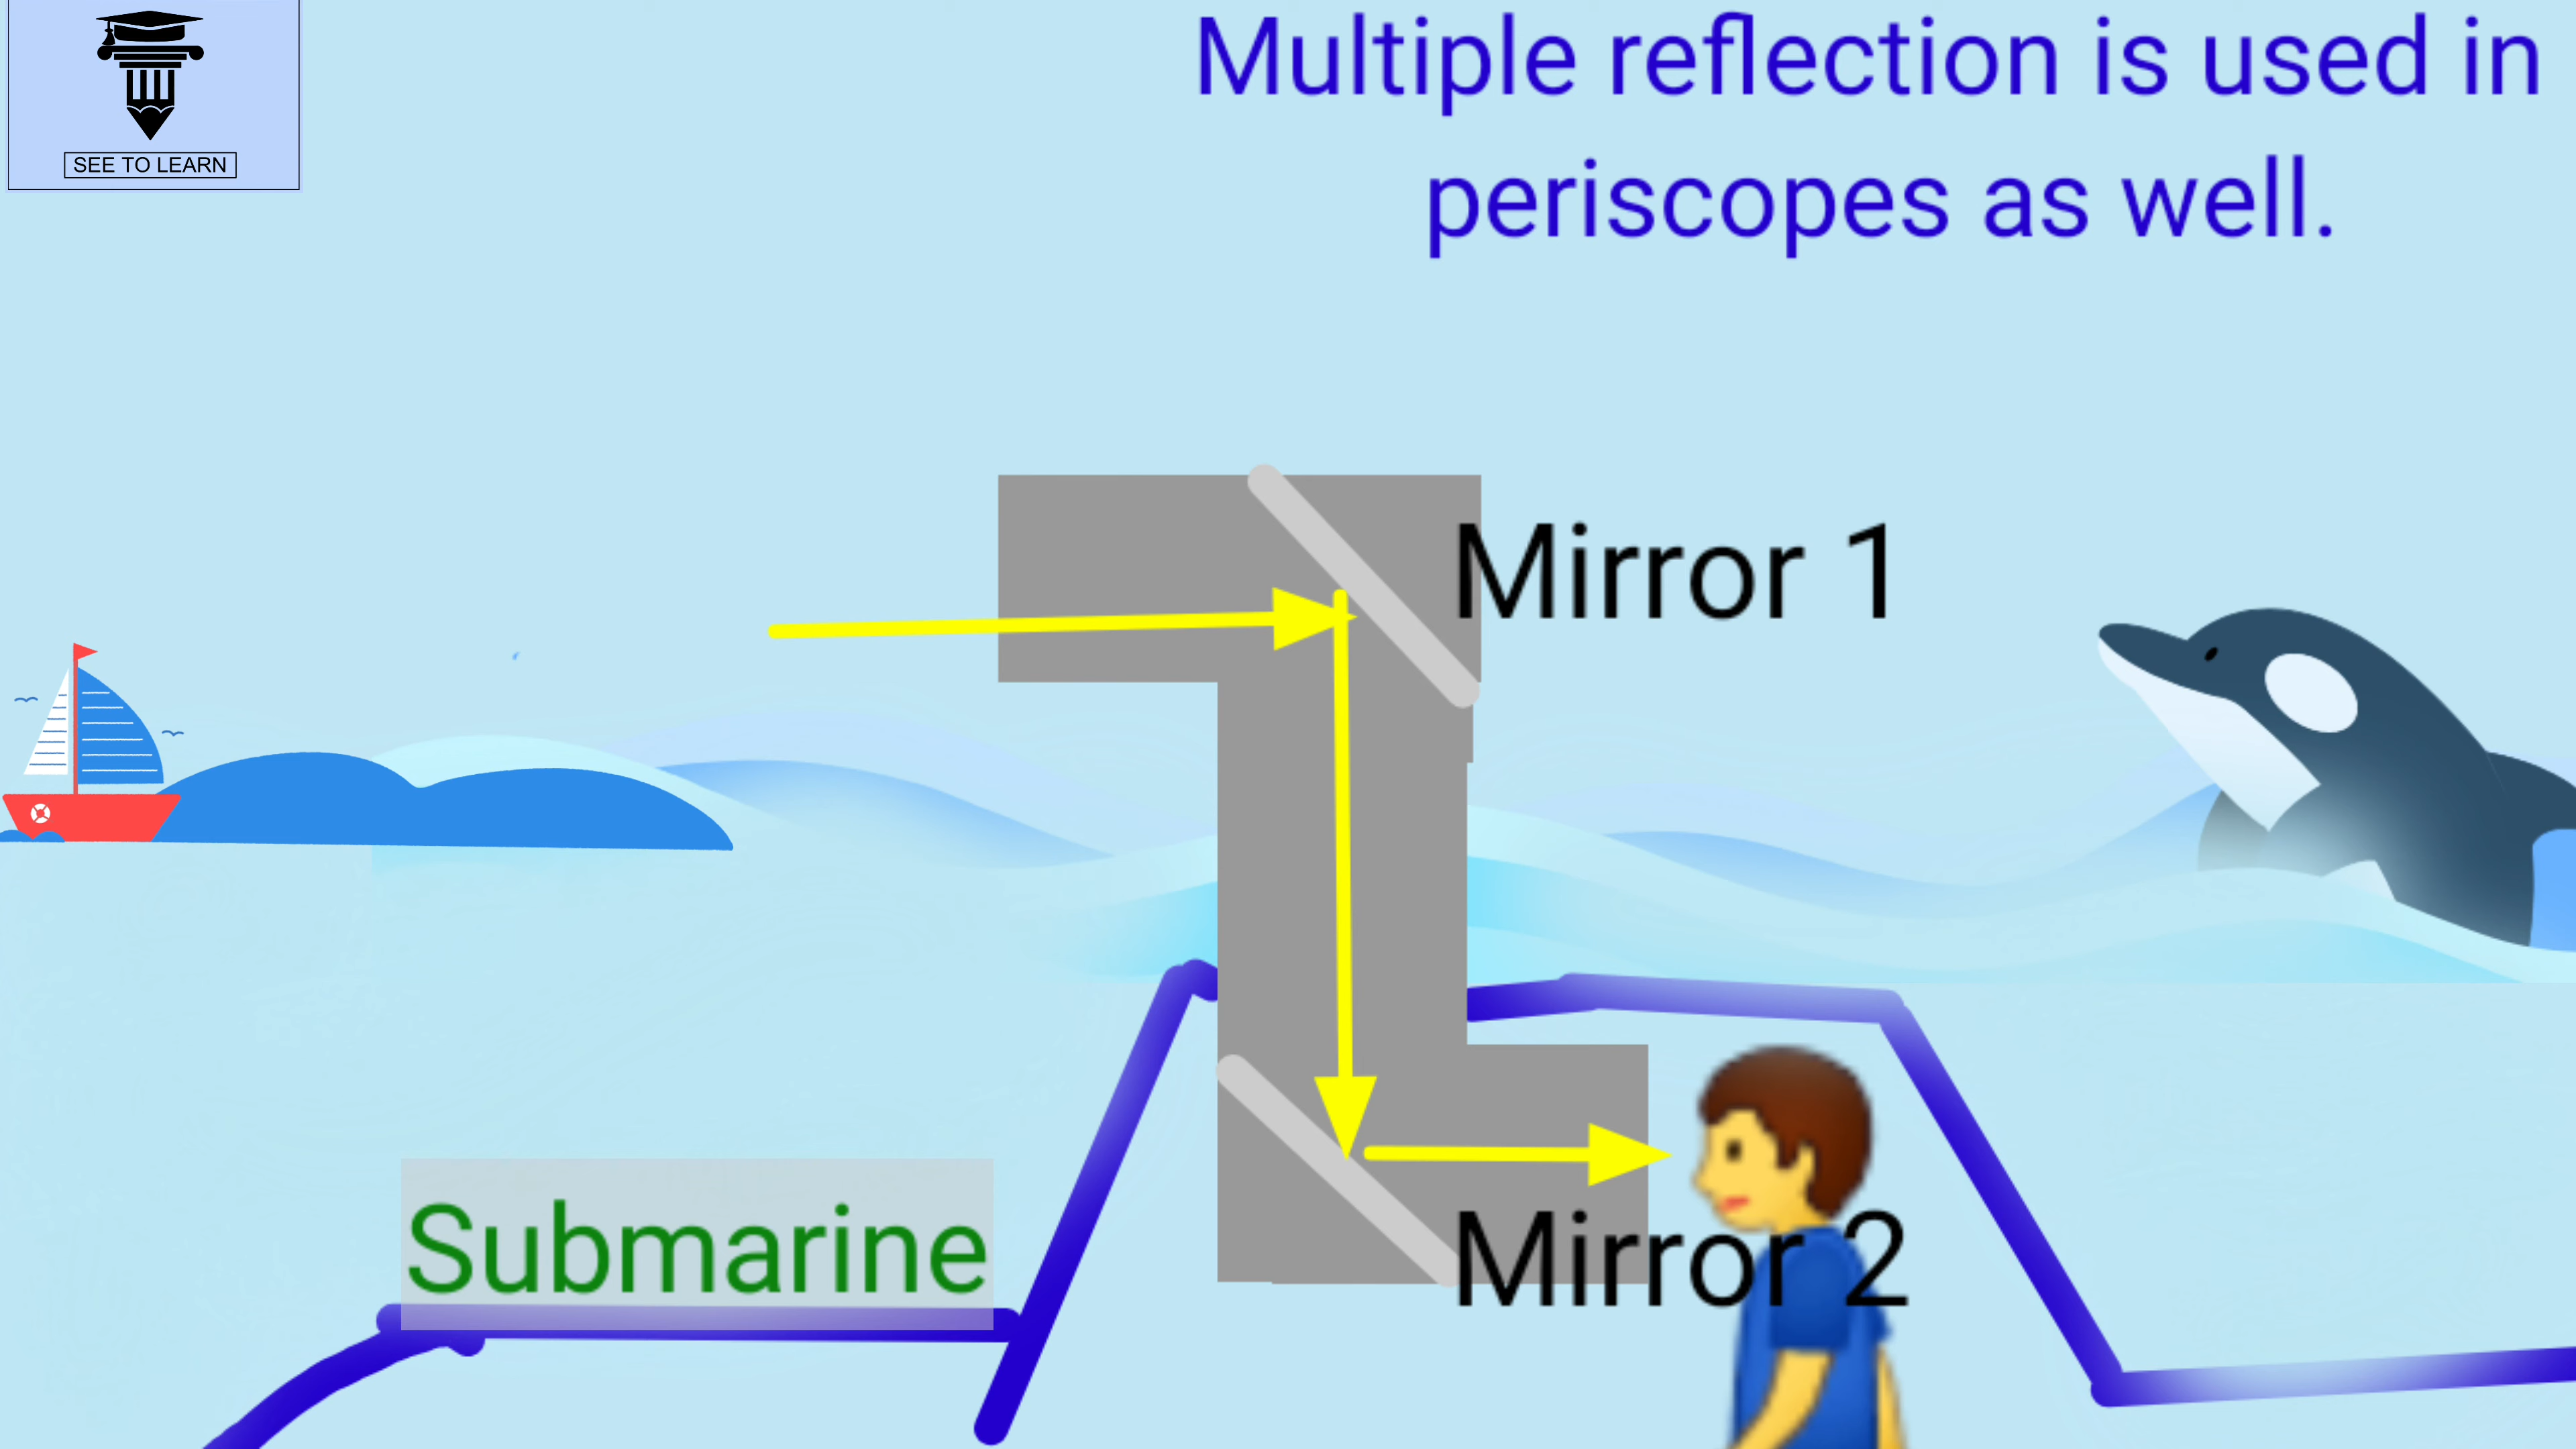 SEE TO LEARN
Multiple reflection is used in
periscopes as well.
Mirror 1
Submarine
Mirror 2